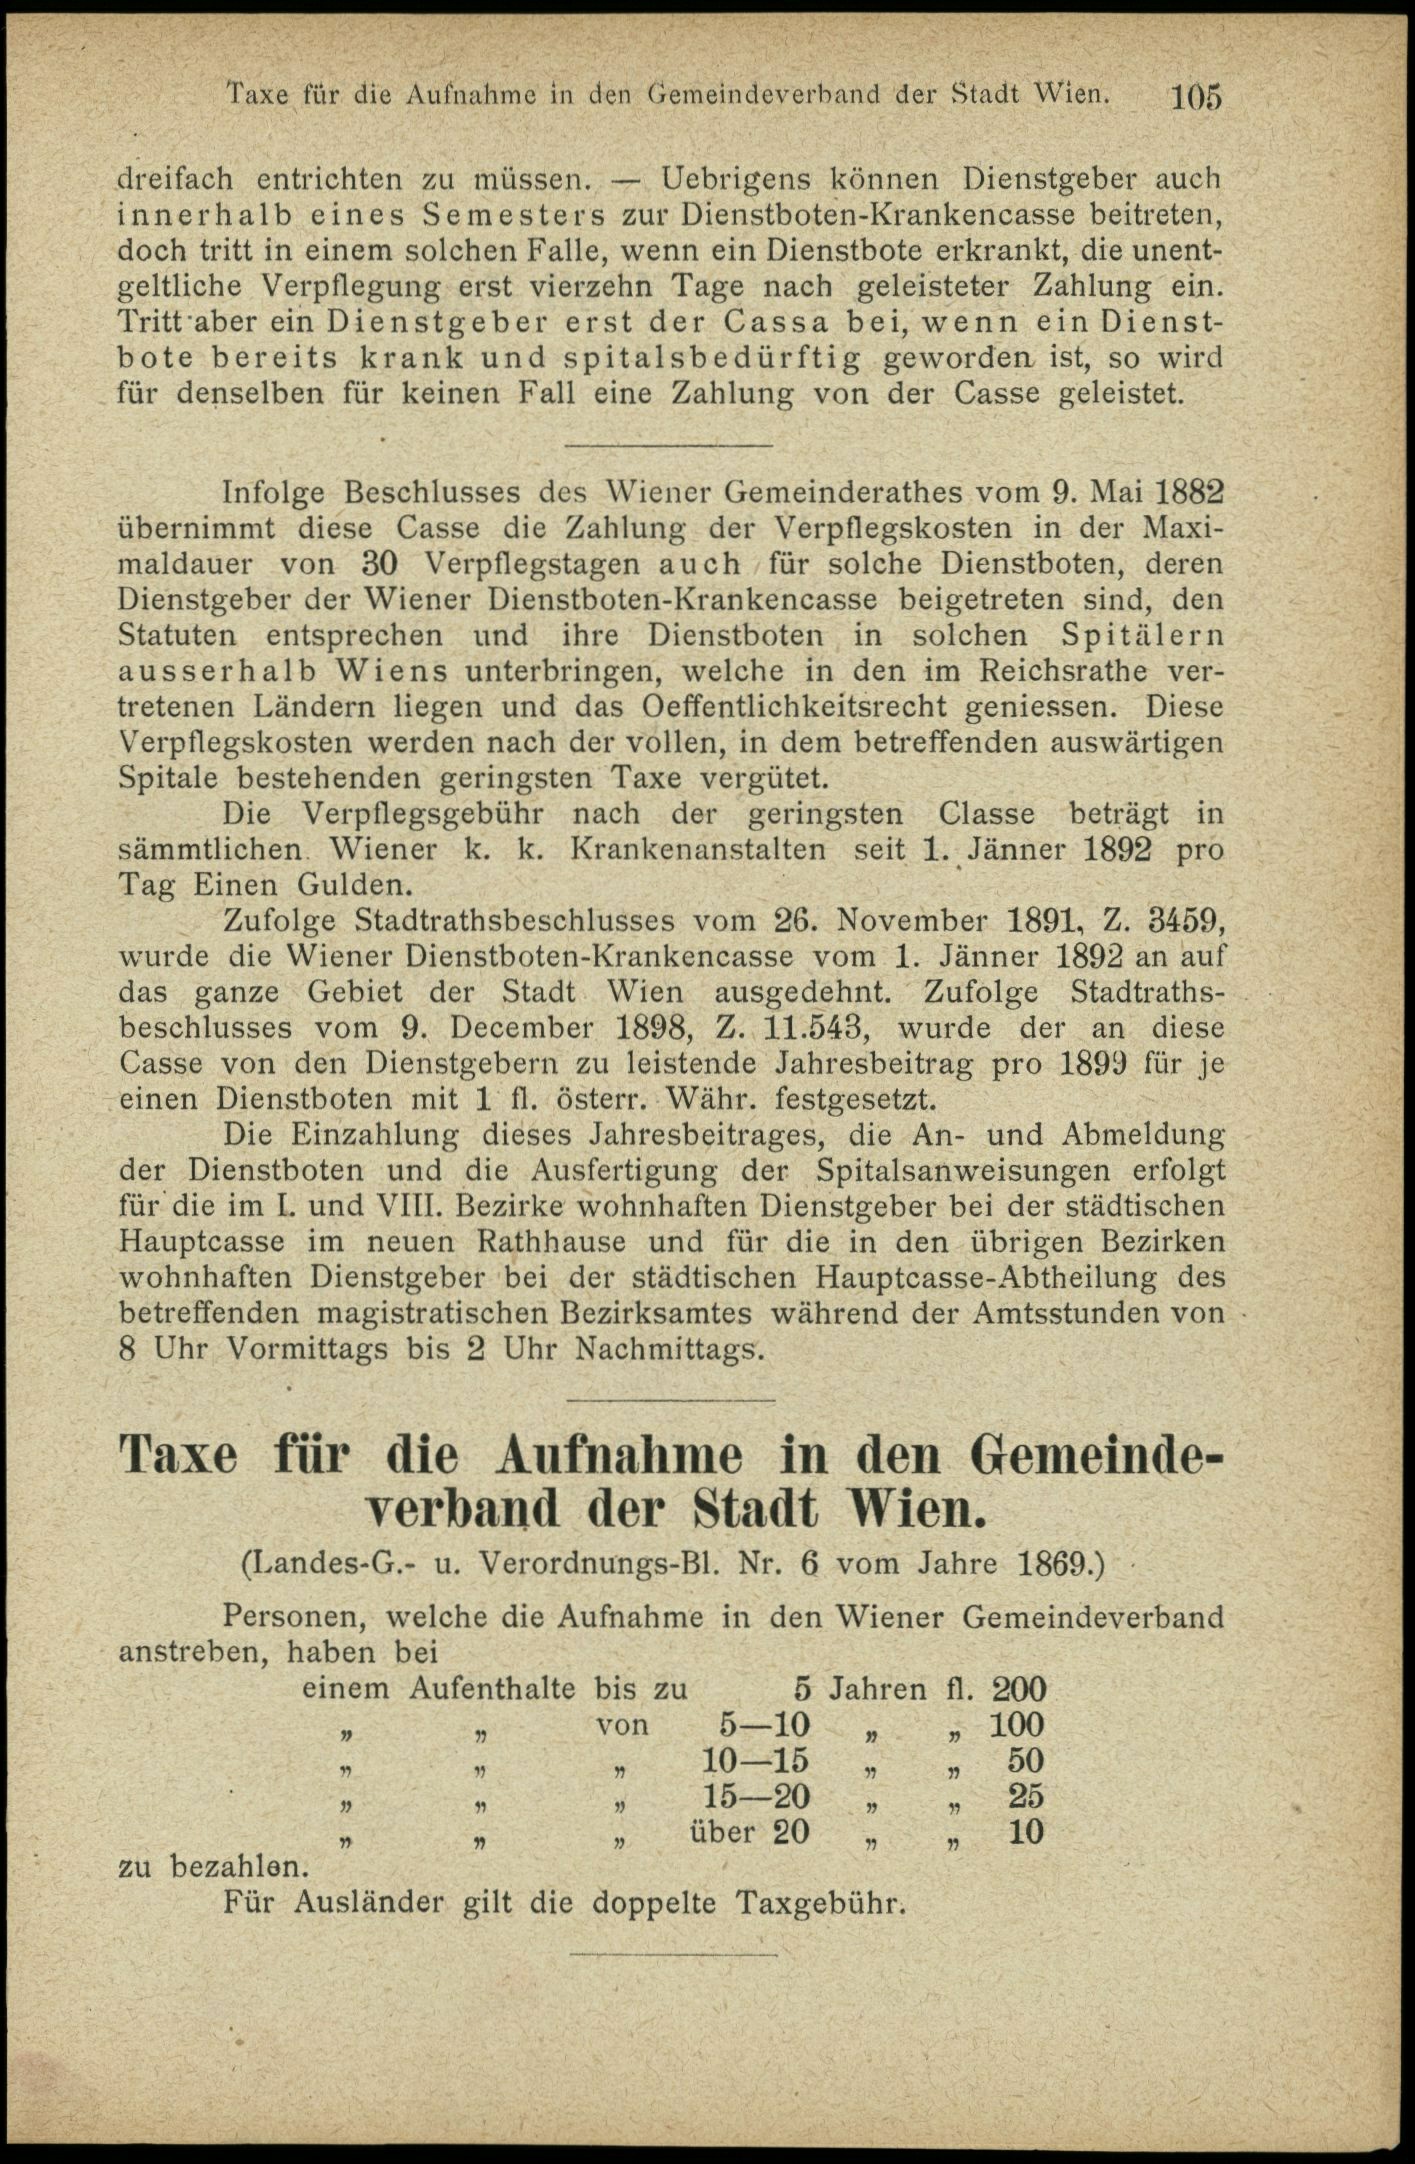 Taxe für die Aufnahme in den Gemeindeverband der Stadt Wien. 105
dreifach entrichten zu müssen. — Uebrigens können Dienstgeber auch
innerhalb eines Semesters zur Dienstboten-Krankencasse beitreten,
doch tritt in einem solchen Falle, wenn ein Dienstbote erkrankt, die unent-
geltliche Verpflegung erst vierzehn Tage nach geleisteter Zahlung ein.
Tritt aber ein Dienstgeber erst der Cassa bei, wenn ein Dienst-
bote bereits krank und spitalsbedürftig geworden ist, so wird
für denselben für keinen Fall eine Zahlung von der Casse geleistet.
Infolge Beschlusses des Wiener Gemeinderathes vom 9. Mai 1882
übernimmt diese Casse die Zahlung der Verpflegskosten in der Maxi-
maldauer von 30 Verpflegstagen auch für solche Dienstboten, deren
Dienstgeber der Wiener Dienstboten-Krankencasse beigetreten sind, den
Statuten entsprechen und ihre Dienstboten in solchen Spitälern
ausserhalb Wiens unterbringen, welche in den im Reichsrathe ver-
tretenen Ländern liegen und das Oeffentlichkeitsrecht geniessen. Diese
Verpflegskosten werden nach der vollen, in dem betreffenden auswärtigen
Spitale bestehenden geringsten Taxe vergütet.
Die Verpflegsgebühr nach der geringsten Classe beträgt in
sämmtlichen Wiener k. k. Krankenanstalten seit 1. Jänner 1892 pro
Tag Einen Gulden.
Zufolge Stadtrathsbeschlusses vom 26. November 1891, Z. 3459,
wurde die Wiener Dienstboten-Krankencasse vom 1. Jänner 1892 an auf
das ganze Gebiet der Stadt Wien ausgedehnt. Zufolge Stadtraths-
beschlusses vom 9. December 1898, Z. 11.543, wurde der an diese
Casse von den Dienstgebern zu leistende Jahresbeitrag pro 1899 für je
einen Dienstboten mit 1 fl. österr. Währ. festgesetzt.
Die Einzahlung dieses Jahresbeitrages, die An- und Abmeldung
der Dienstboten und die Ausfertigung der Spitalsanweisungen erfolgt
für die im I. und VIII. Bezirke wohnhaften Dienstgeber bei der städtischen
Hauptcasse im neuen Rathhause und für die in den übrigen Bezirken
wohnhaften Dienstgeber bei der städtischen Hauptcasse-Abtheilung des
betreffenden magistratischen Bezirksamtes während der Amtsstunden von
8 Uhr Vormittags bis 2 Uhr Nachmittags.
Taxe für die Aufnahme in den Gemeinde-
verband der Stadt Wien.
(Landes-G.- u. Verordnungs-Bl. Nr. 6 vom Jahre 1869.)
Personen, welche die Aufnahme in den Wiener Gemeindeverband
anstreben, haben bei
einem Aufenthalte bis zu 5 Jahren fl. 200
„ „ von 5—10 „ „ 100
„ „ „ 10—15 „ „ 50
„ „ „ 15—20 „ „ 25
„ „ „ über 20 „ „ 10
zu bezahlen.
Für Ausländer gilt die doppelte Taxgebühr.